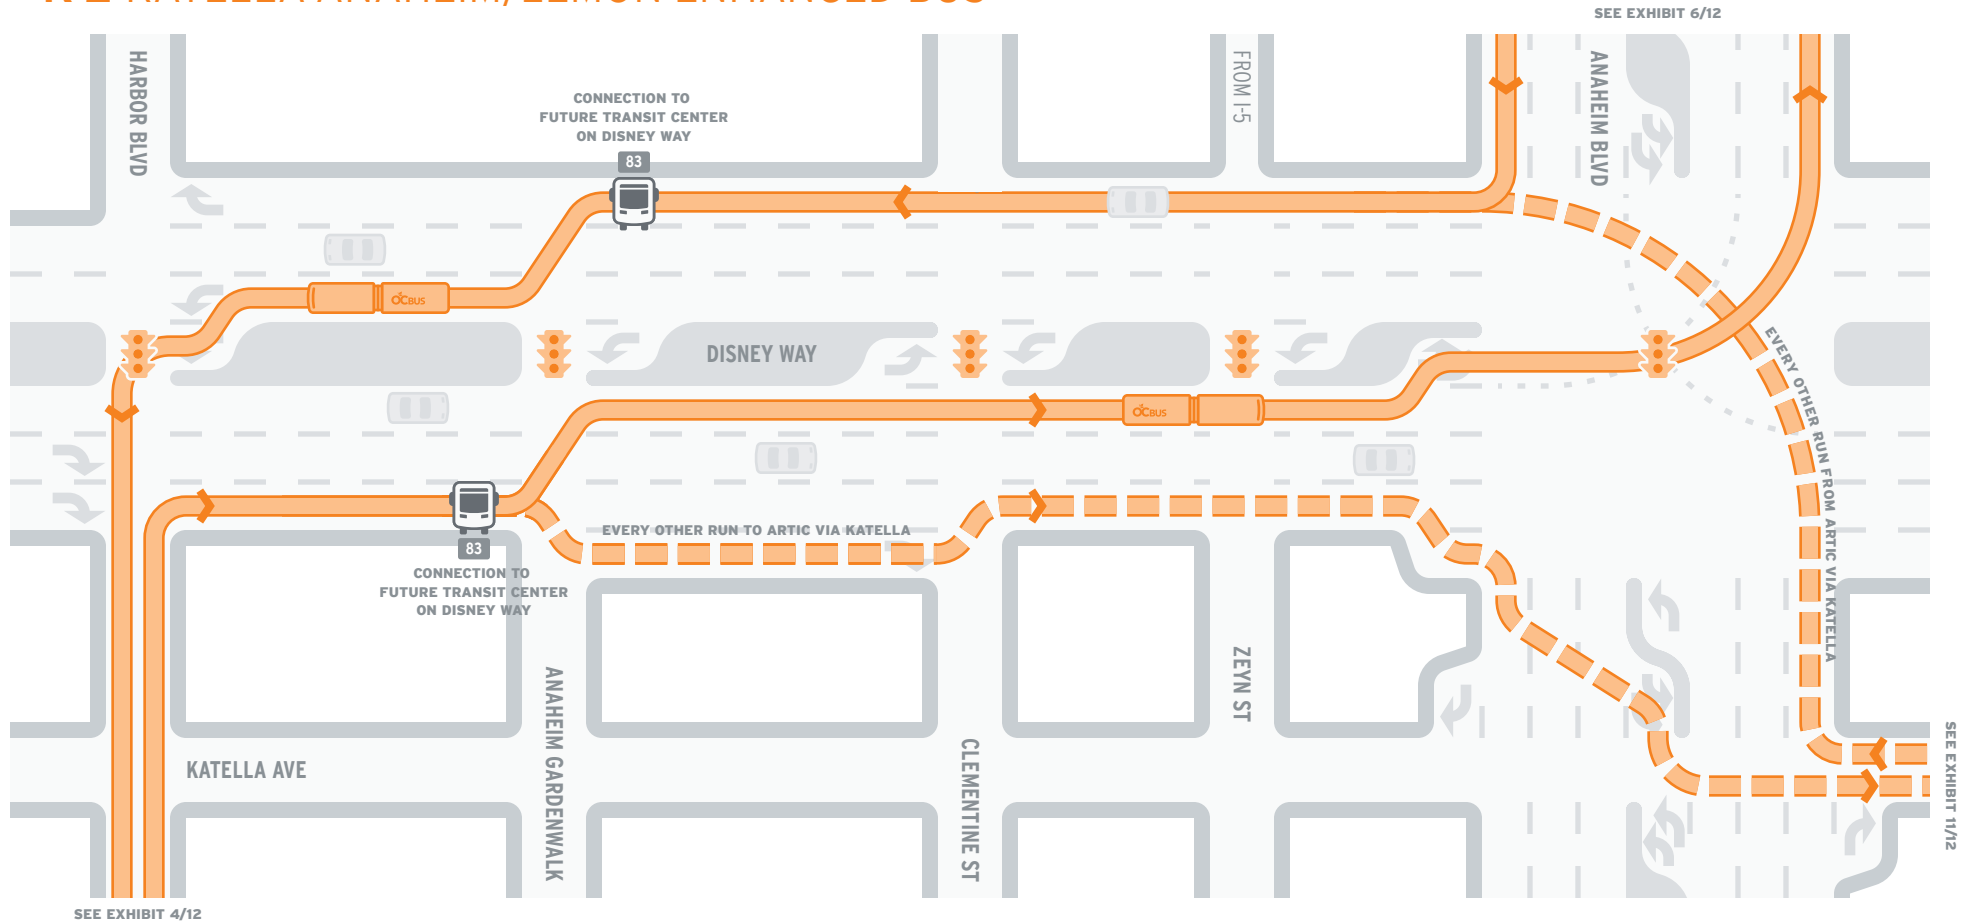 SEE EXHIBIT 6/12
HARBOR BLVD
CONNECTION TO
FUTURE TRANSIT CENTER
ON DISNEY WAY
83
FROM I-5
ANAHEIM BLVD
OCBUS
DISNEY WAY
OCBUS
EVERY OTHER RUN FROM ARTIC VIA KATELLA
83
CONNECTION TO
FUTURE TRANSIT CENTER
ON DISNEY WAY
EVERY OTHER RUN TO ARTIC VIA KATELLA
KATELLA AVE
ANAHEIM GARDENWALK
CLEMENTINE ST
ZEYN ST
SEE EXHIBIT 11/12
SEE EXHIBIT 4/12